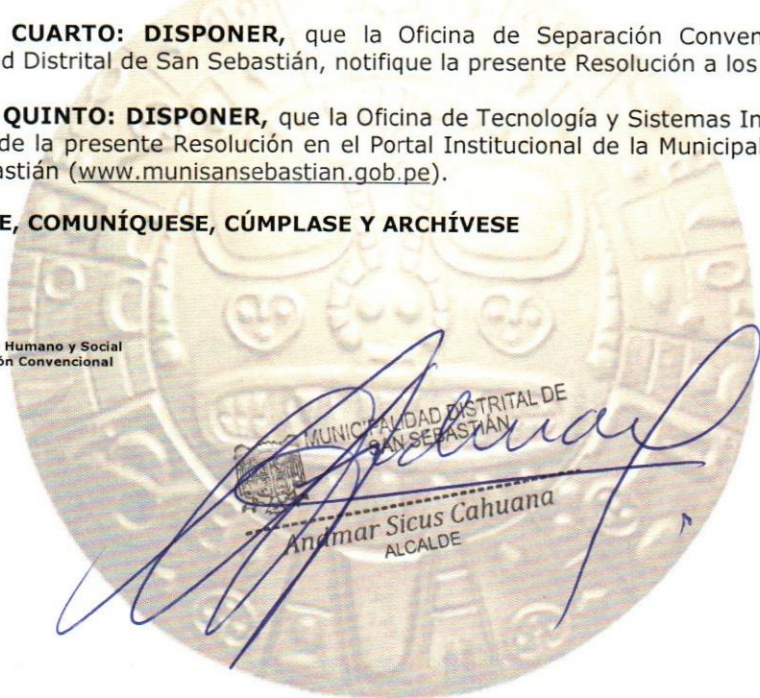 CUARTO: DISPONER, que la Oficina de Separación Conven
d Distrital de San Sebastián, notifique la presente Resolución a los
QUINTO: DISPONER, que la Oficina de Tecnología y Sistemas In
de la presente Resolución en el Portal Institucional de la Municipal
astián (www.munisansebastian.gob.pe).
E, COMUNÍQUESE, CÚMPLASE Y ARCHÍVESE
Humano y Social
ón Convencional
MUNICIPALIDAD DISTRITAL DE
SAN SEBASTIÁN
Andmar Sicus Cahuana
ALCALDE